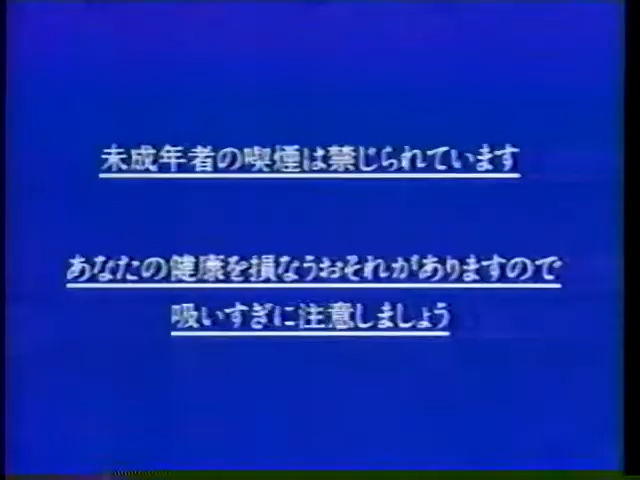 未成年者の喫煙は禁じられています
あなたの健康を損なうおそれがありますので
吸いすぎに注意しましょう